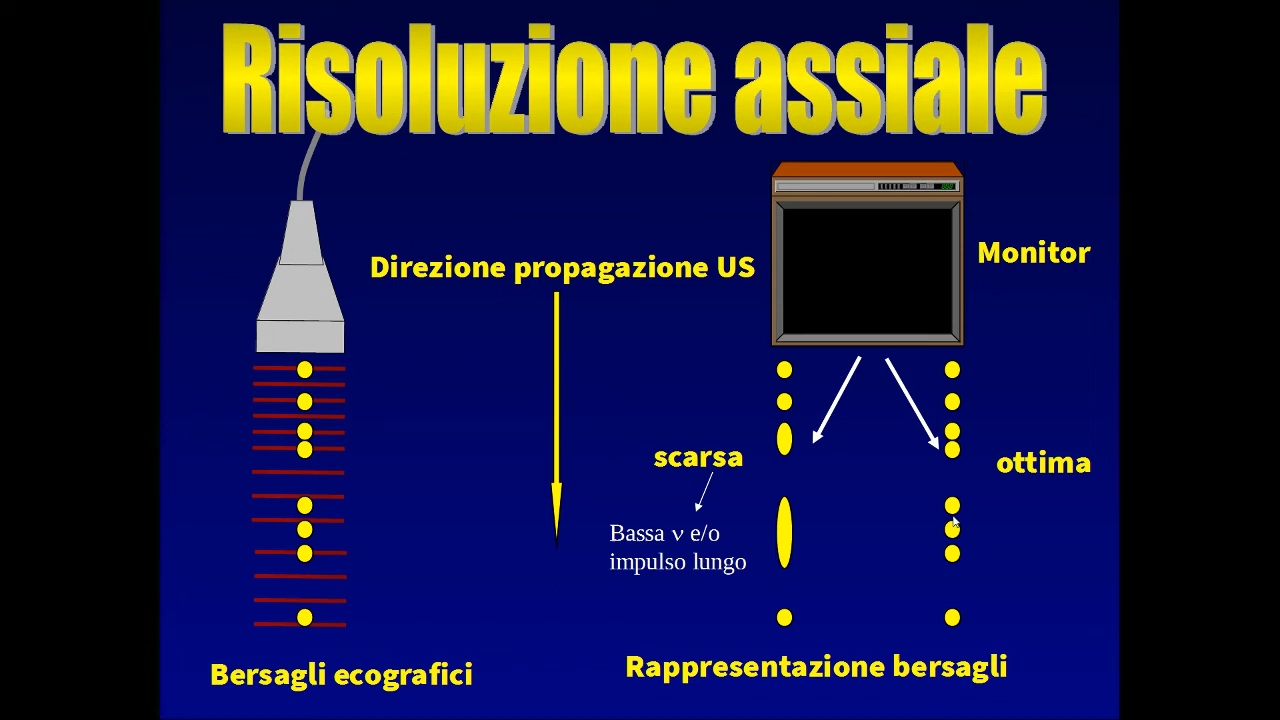 Risoluzione assiale
Direzione propagazione US
Monitor
scarsa
ottima
Bassa ν e/o
impulso lungo
Bersagli ecografici
Rappresentazione bersagli